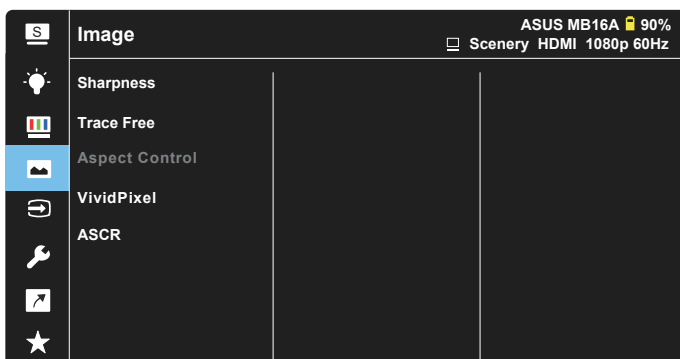 S
Image
ASUS MB16A 90%
Scenery HDMI 1080p 60Hz
Sharpness
Trace Free
Aspect Control
VividPixel
ASCR